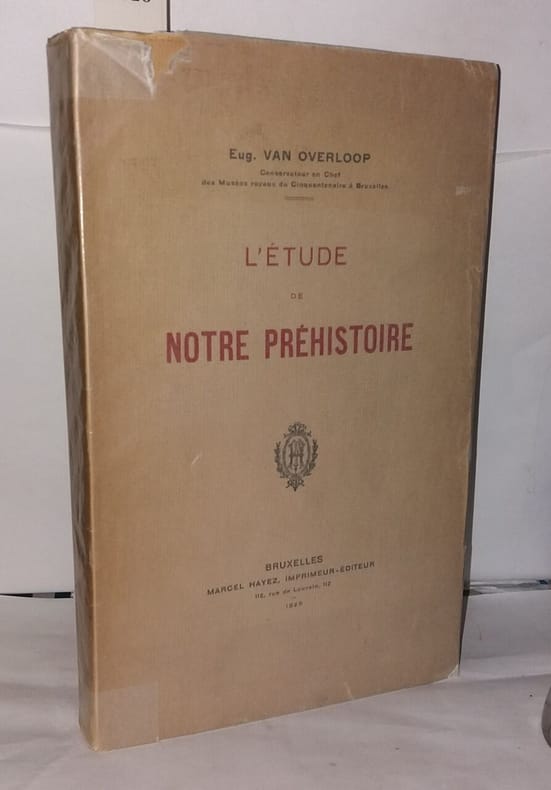 Eug. VAN OVERLOOP
Conservateur en Chef
des Musées royaux du Cinquantenaire à Bruxelles
L'ÉTUDE
DE
NOTRE PRÉHISTOIRE
BRUXELLES
MARCEL HAYEZ, IMPRIMEUR-ÉDITEUR
112, rue de Louvain, 112